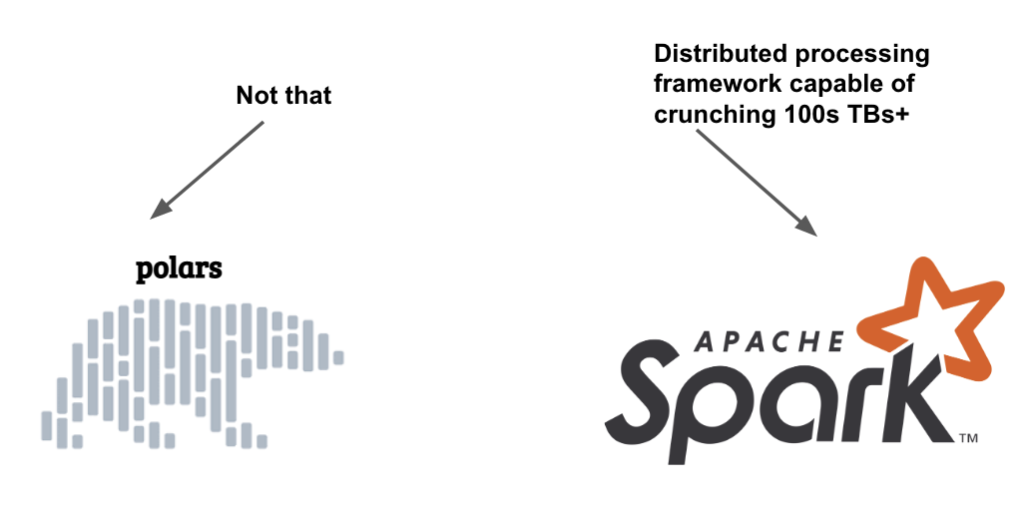 Not that
polars
Distributed processing
framework capable of
crunching 100s TBs+
APACHE
Spark
TM